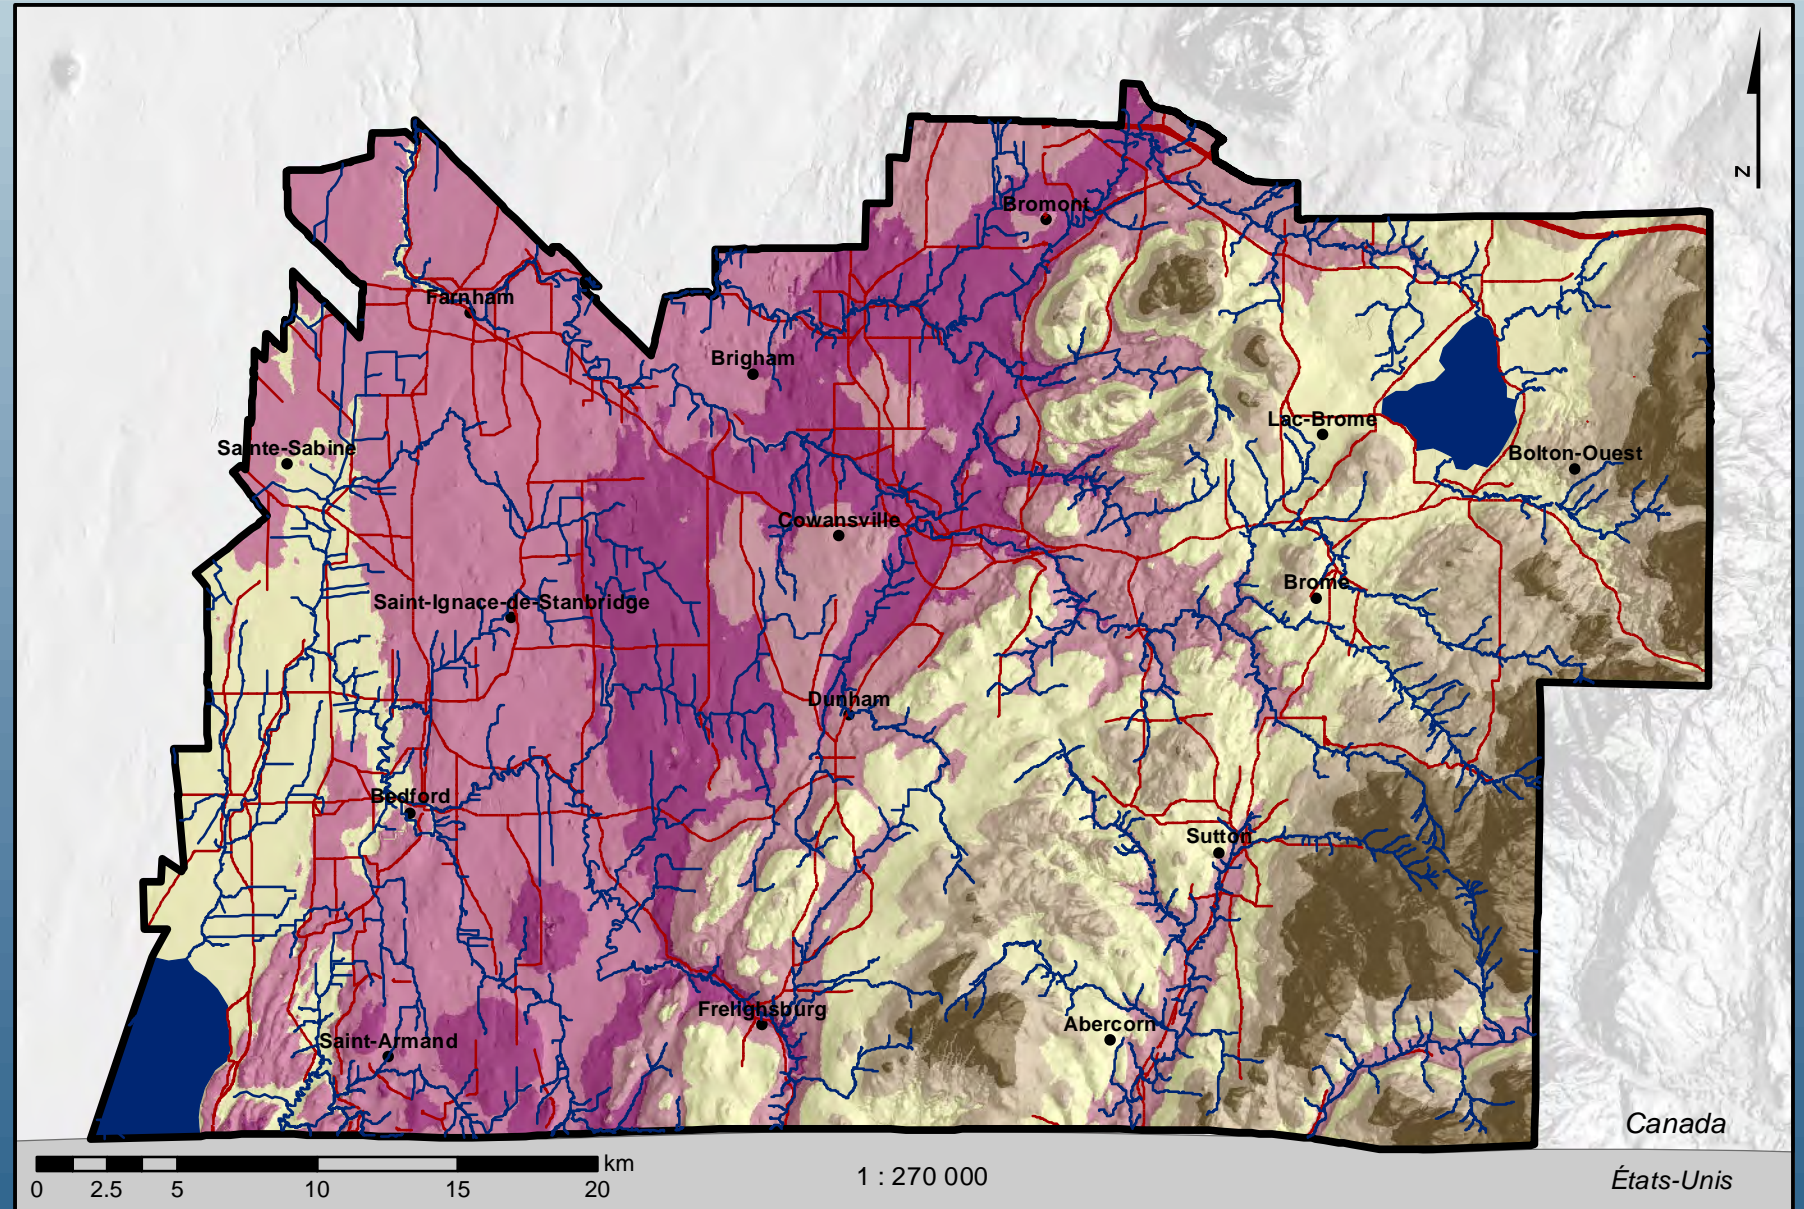 N
Bromont
Farnham
Brigham
Lac-Brome
Sainte-Sabine
Bolton-Ouest
Cowansville
Brome
Saint-Ignace-de-Stanbridge
Dunham
Bedford
Sutton
Frelighsburg
Abercorn
Saint-Armand
Canada
km
0 2.5 5 10 15 20
1 : 270 000
États-Unis